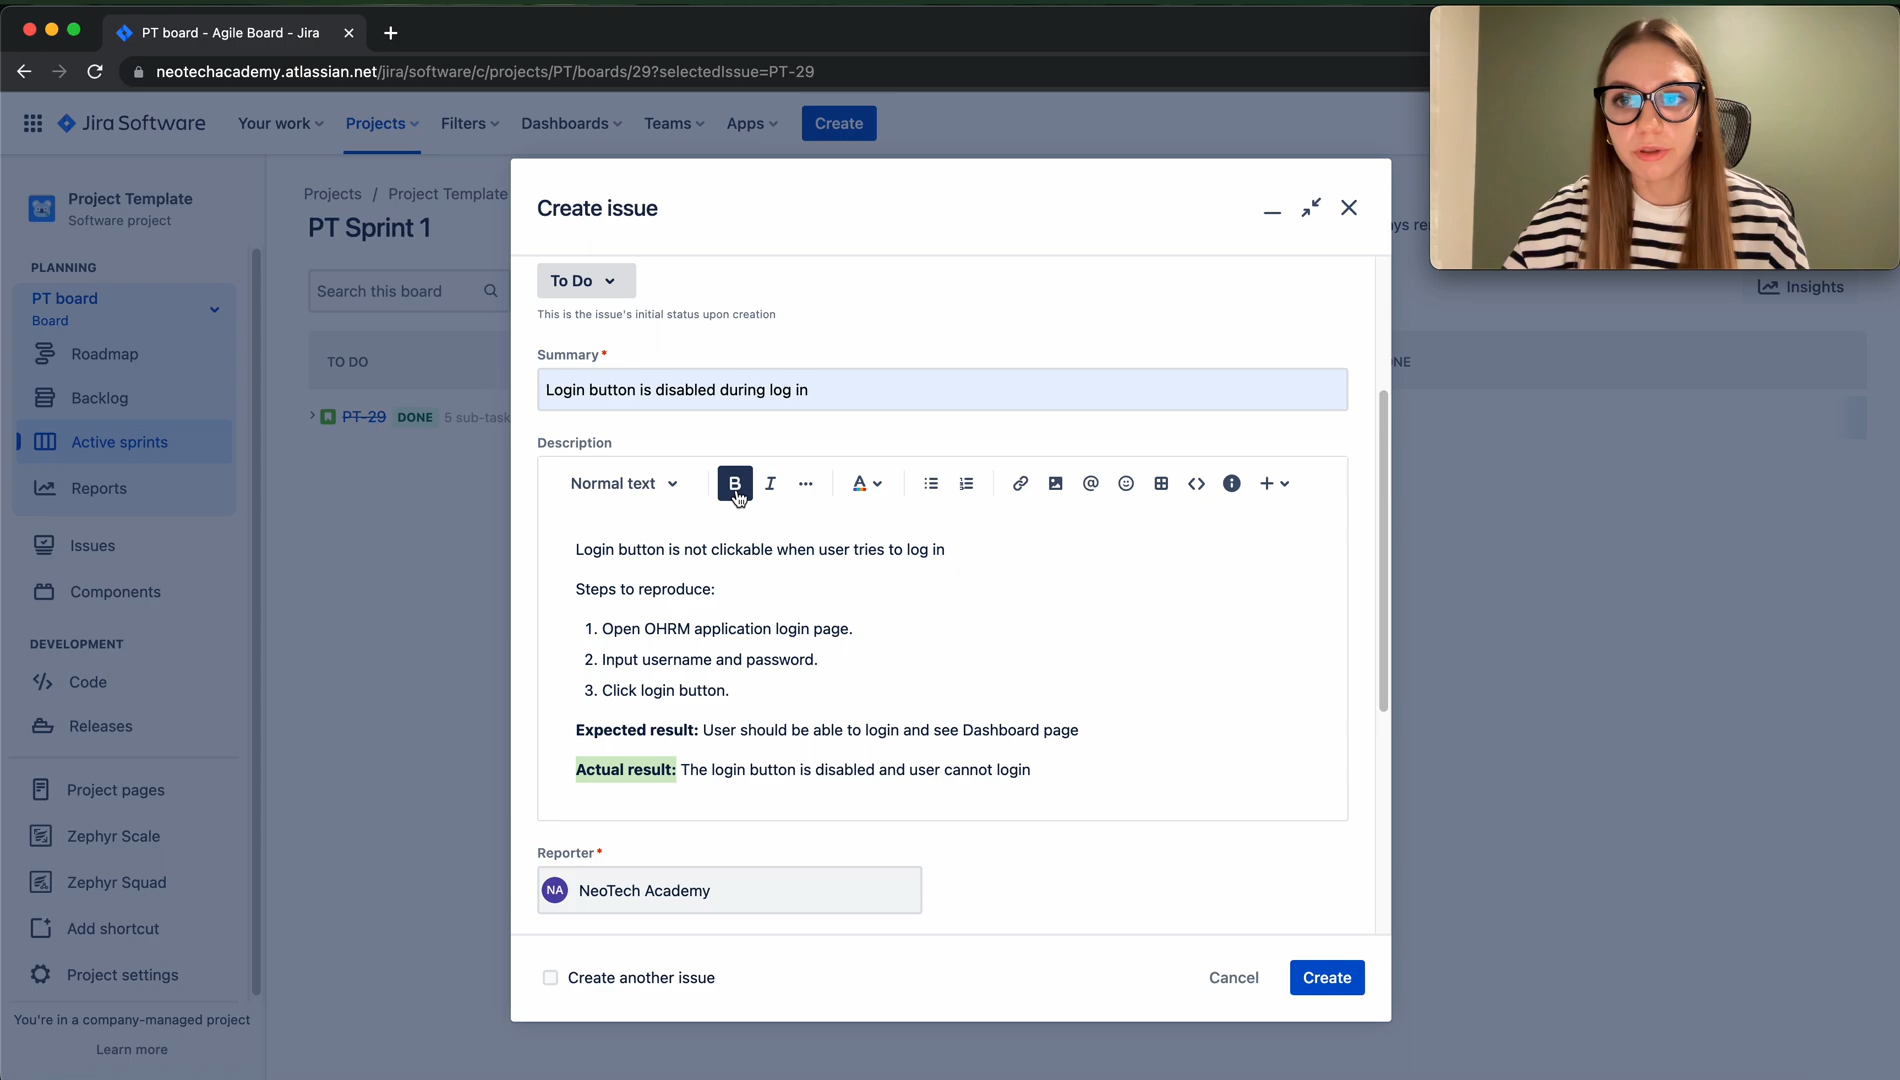 PT board - Agile Board - Jira
neotechacademy.atlassian.net/jira/software/c/projects/PT/boards/29?selectedIssue=PT-29
Jira Software
Your work
Projects
Filters
Dashboards
Teams
Apps
Create
Project Template
Software project
PLANNING
PT board
Board
Roadmap
Backlog
Active sprints
Reports
Issues
Components
DEVELOPMENT
Code
Releases
Project pages
Zephyr Scale
Zephyr Squad
Add shortcut
Project settings
You're in a company-managed project
Learn more
Projects / Project Template
PT Sprint 1
Search this board
Insights
TO DO
PT-29 DONE 5 sub-task
Create issue
To Do
This is the issue's initial status upon creation
Summary*
Login button is disabled during log in
Description
Normal text
B I A @
Login button is not clickable when user tries to log in
Steps to reproduce:
1. Open OHRM application login page.
2. Input username and password.
3. Click login button.
Expected result: User should be able to login and see Dashboard page
Actual result: The login button is disabled and user cannot login
Reporter*
NA NeoTech Academy
Create another issue
Cancel
Create